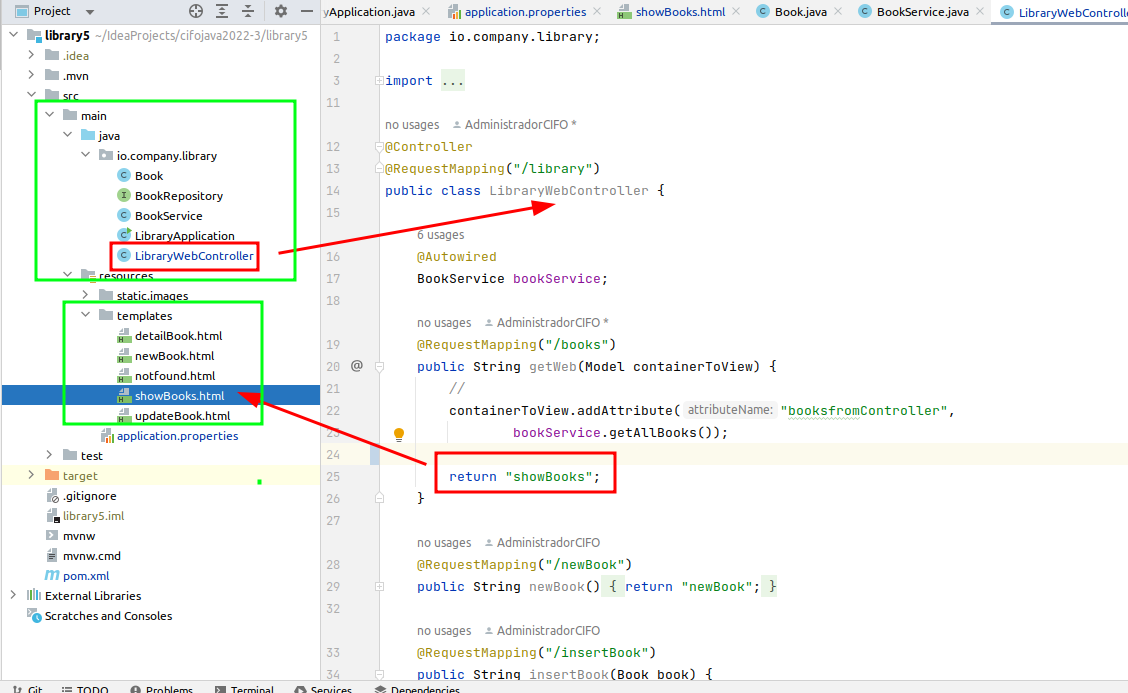 Project
yApplication.java
application.properties
showBooks.html
Book.java
BookService.java
LibraryWebControlle
library5 ~/IdeaProjects/cifojava2022-3/library5
.idea
.mvn
src
main
java
io.company.library
Book
BookRepository
BookService
LibraryApplication
LibraryWebController
resources
static.images
templates
detailBook.html
newBook.html
notfound.html
showBooks.html
updateBook.html
application.properties
test
target
.gitignore
library5.iml
mvnw
mvnw.cmd
pom.xml
External Libraries
Scratches and Consoles
1 package io.company.library;
2
3 import ...
11
no usages AdministradorCIFO *
12 @Controller
13 @RequestMapping("/library")
14 public class LibraryWebController {
15
6 usages
16 @Autowired
17 BookService bookService;
18
no usages AdministradorCIFO *
19 @RequestMapping("/books")
20 @ public String getWeb(Model containerToView) {
21 //
22 containerToView.addAttribute( attributeName: "booksfromController",
23 bookService.getAllBooks());
24
25 return "showBooks";
26 }
27
no usages AdministradorCIFO
28 @RequestMapping("/newBook")
29 public String newBook() { return "newBook"; }
32
no usages AdministradorCIFO
33 @RequestMapping("/insertBook")
34 public String insertBook(Book book) {
Git TODO Problems Terminal Services Dependencies